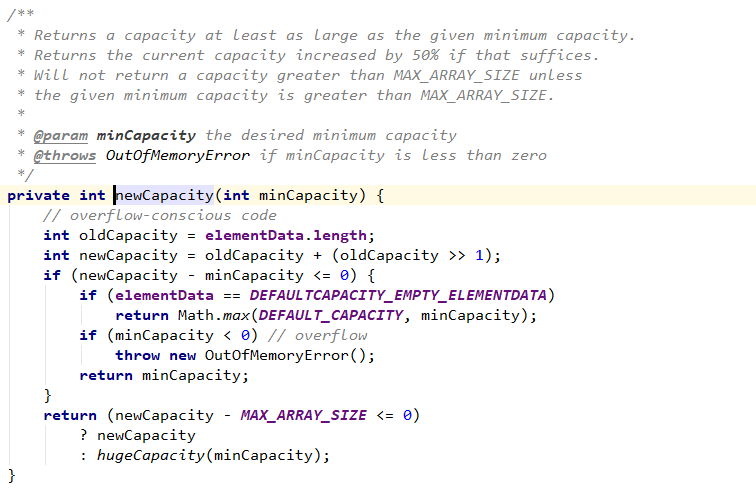 /**
 * Returns a capacity at least as large as the given minimum capacity.
 * Returns the current capacity increased by 50% if that suffices.
 * Will not return a capacity greater than MAX_ARRAY_SIZE unless
 * the given minimum capacity is greater than MAX_ARRAY_SIZE.
 *
 * @param minCapacity the desired minimum capacity
 * @throws OutOfMemoryError if minCapacity is less than zero
 */
private int newCapacity(int minCapacity) {
    // overflow-conscious code
    int oldCapacity = elementData.length;
    int newCapacity = oldCapacity + (oldCapacity >> 1);
    if (newCapacity - minCapacity <= 0) {
        if (elementData == DEFAULTCAPACITY_EMPTY_ELEMENTDATA)
            return Math.max(DEFAULT_CAPACITY, minCapacity);
        if (minCapacity < 0) // overflow
            throw new OutOfMemoryError();
        return minCapacity;
    }
    return (newCapacity - MAX_ARRAY_SIZE <= 0)
        ? newCapacity
        : hugeCapacity(minCapacity);
}